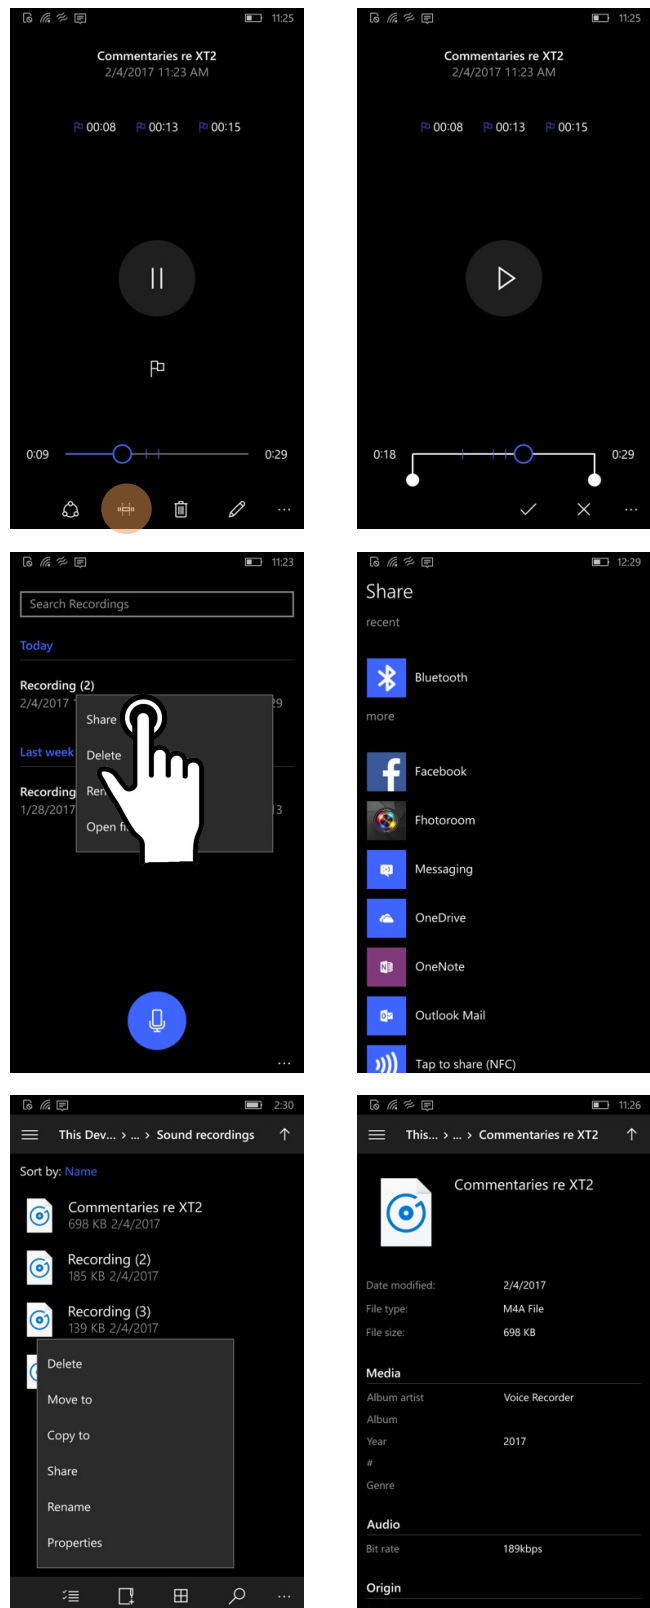 11:25
Commentaries re XT2
2/4/2017 11:23 AM
00:08 00:13 00:15
0:09 0:29
11:25
Commentaries re XT2
2/4/2017 11:23 AM
00:08 00:13 00:15
0:18 0:29
11:23
Search Recordings
Today
Recording (2)
2/4/2017
Share
Delete
Last week
Recording
1/28/2017
Open
12:29
Share
recent
Bluetooth
more
Facebook
Fhotoroom
Messaging
OneDrive
OneNote
Outlook Mail
Tap to share (NFC)
2:30
This Dev... > ... > Sound recordings
Sort by: Name
Commentaries re XT2
698 KB 2/4/2017
Recording (2)
185 KB 2/4/2017
Recording (3)
139 KB 2/4/2017
Delete
Move to
Copy to
Share
Rename
Properties
11:26
This... > ... > Commentaries re XT2
Commentaries re XT2
Date modified: 2/4/2017
File type: M4A File
File size: 698 KB
Media
Album artist Voice Recorder
Album
Year 2017
#
Genre
Audio
Bit rate 189kbps
Origin